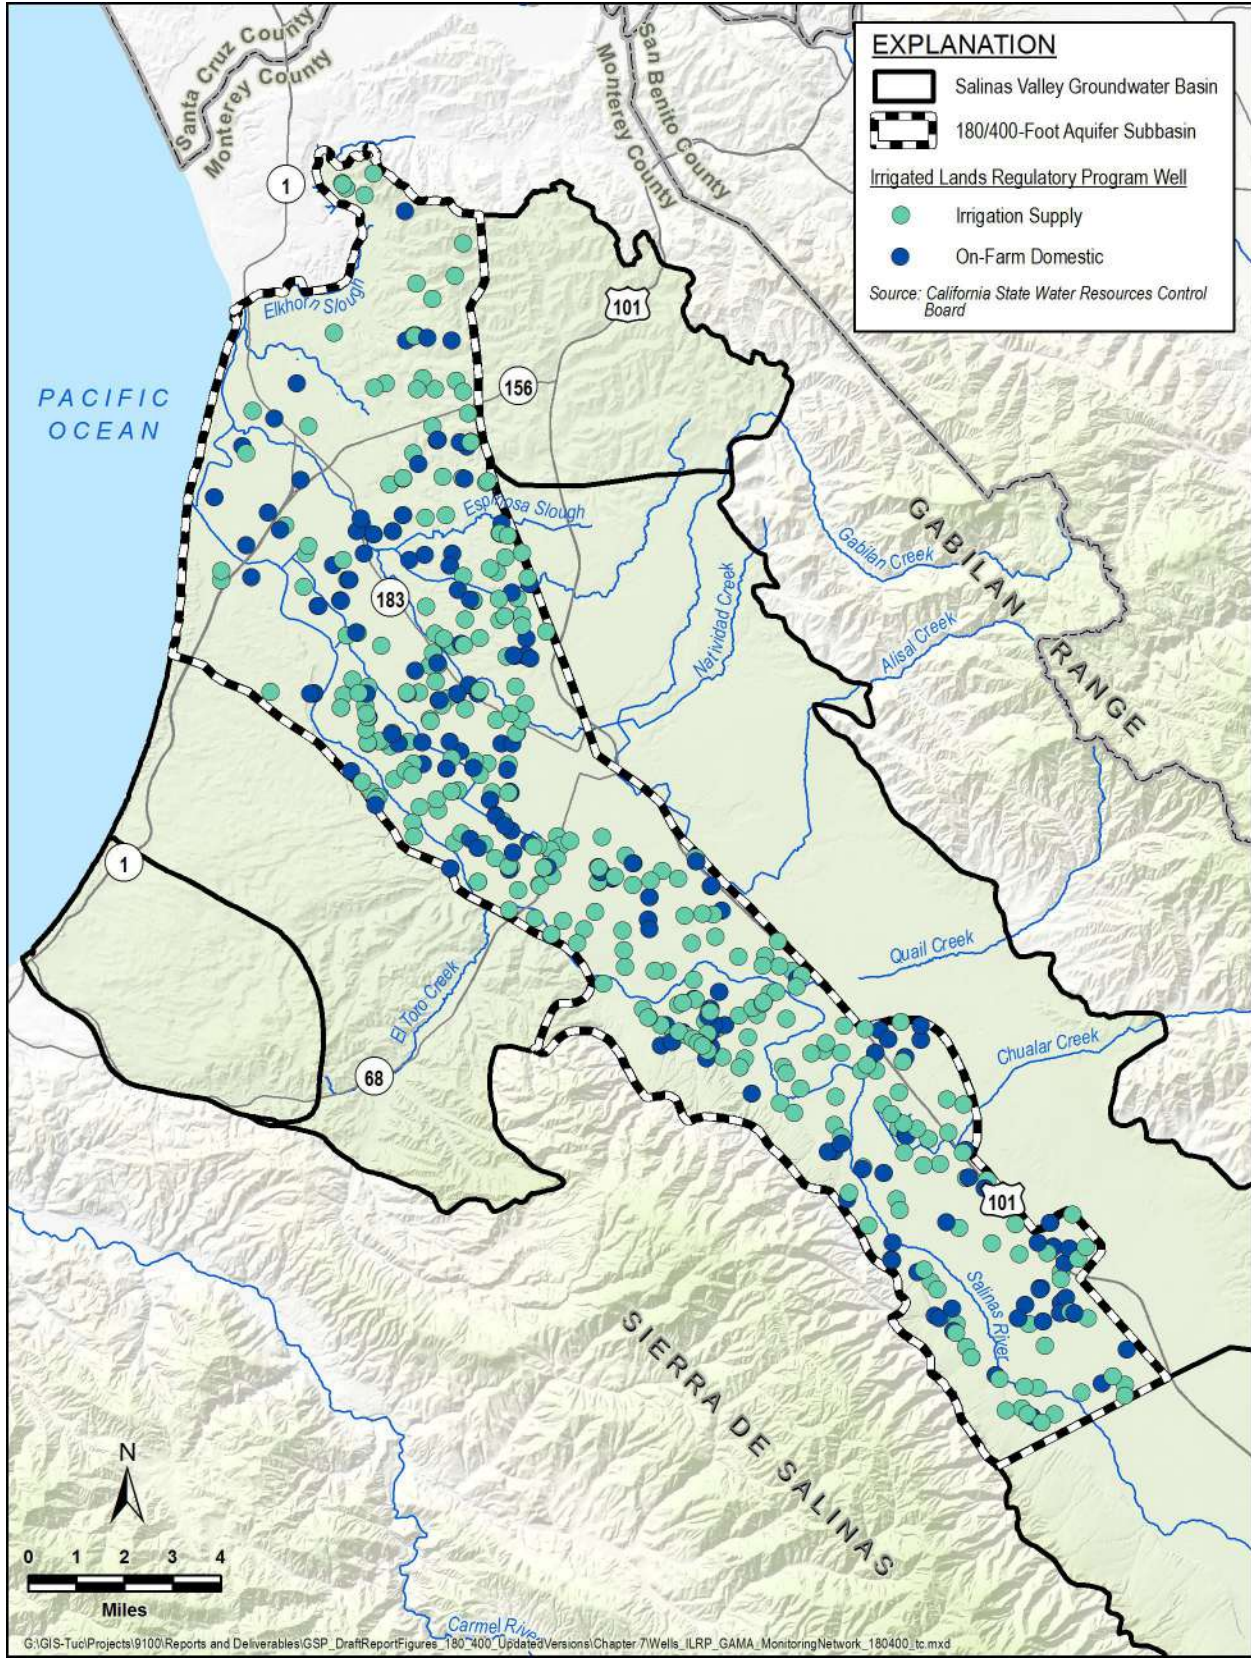 EXPLANATION
Salinas Valley Groundwater Basin
180/400-Foot Aquifer Subbasin
Irrigated Lands Regulatory Program Well
Irrigation Supply
On-Farm Domestic
Source: California State Water Resources Control
Board
Santa Cruz County
Monterey County
San Benito County
Monterey County
1
101
Elkhorn Slough
156
PACIFIC
OCEAN
Espinosa Slough
GABILAN
RANGE
Gabilan Creek
183
Natividad Creek
Alisal Creek
1
Quail Creek
El Toro Creek
Chualar Creek
68
101
Salinas River
SIERRA DE SALINAS
N
0 1 2 3 4
Miles
Carmel River
G:\GIS-Tuc\Projects\9100\Reports and Deliverables\GSP_DraftReportFigures_180_400_UpdatedVersions\Chapter 7\Wells_ILRP_GAMA_MonitoringNetwork_180400_tc.mxd